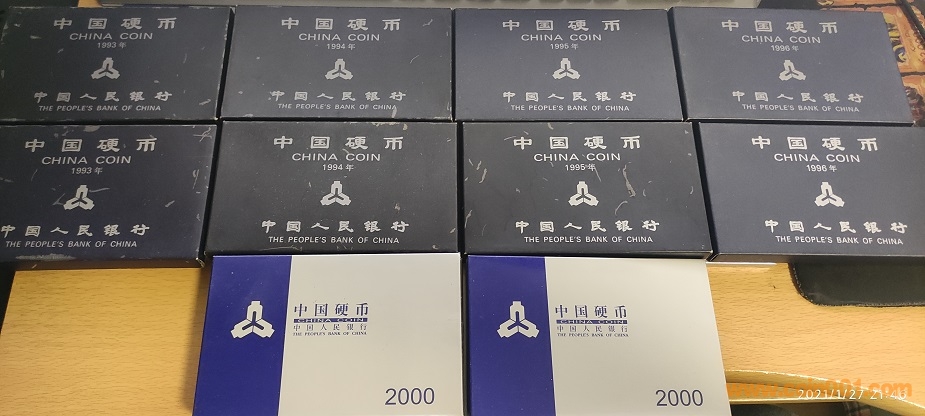 中国硬币
CHINA COIN
1993年
中国人民银行
THE PEOPLE'S BANK OF CHINA
中国硬币
CHINA COIN
1994年
中国人民银行
THE PEOPLE'S BANK OF CHINA
中国硬币
CHINA COIN
1995年
中国人民银行
THE PEOPLE'S BANK OF CHINA
中国硬币
CHINA COIN
1996年
中国人民银行
THE PEOPLE'S BANK OF CHINA
中国硬币
CHINA COIN
1993年
中国人民银行
THE PEOPLE'S BANK OF CHINA
中国硬币
CHINA COIN
1994年
中国人民银行
THE PEOPLE'S BANK OF CHINA
中国硬币
CHINA COIN
1995年
中国人民银行
THE PEOPLE'S BANK OF CHINA
中国硬币
CHINA COIN
1996年
中国人民银行
THE PEOPLE'S BANK OF CHINA
中国硬币
CHINA COIN
中国人民银行
THE PEOPLE'S BANK OF CHINA
2000
中国硬币
CHINA COIN
中国人民银行
THE PEOPLE'S BANK OF CHINA
2000
2021/1/27